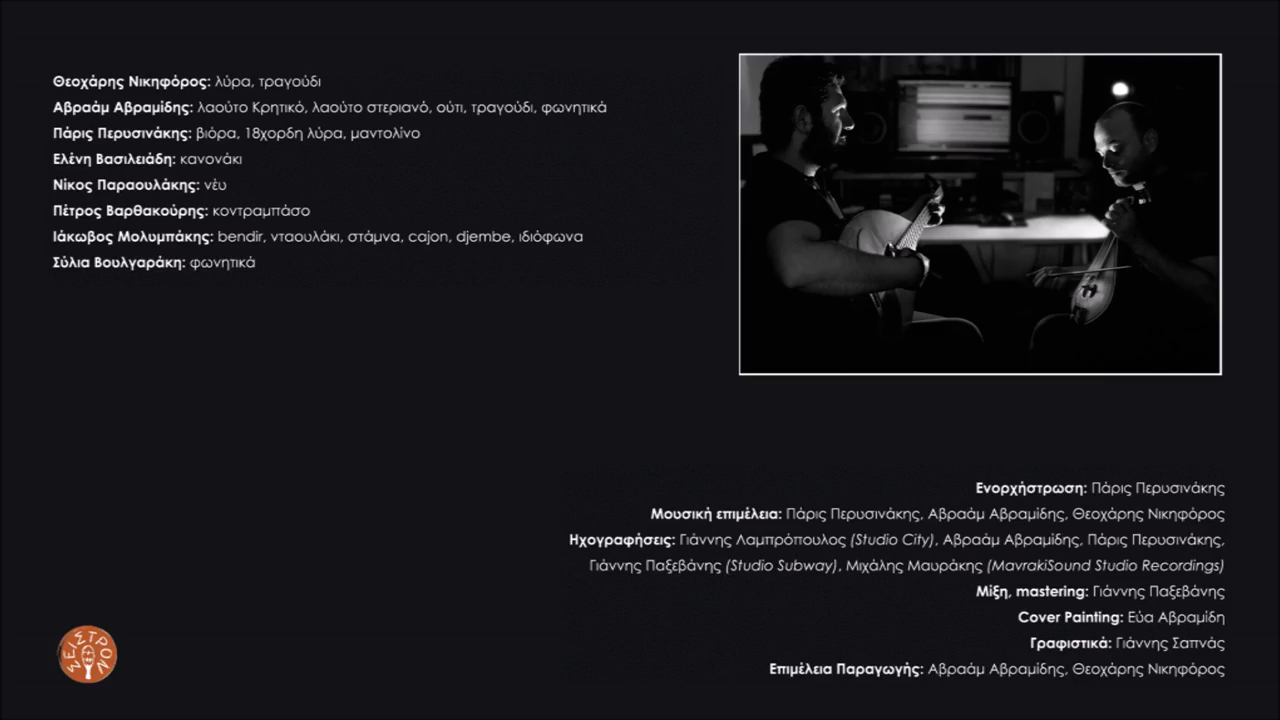 Θεοχάρης Νικηφόρος: λύρα, τραγούδι
Αβραάμ Αβραμίδης: λαούτο Κρητικό, λαούτο στεριανό, ούτι, τραγούδι, φωνητικά
Πάρις Περυσινάκης: βιόρα, 18χορδη λύρα, μαντολίνο
Ελένη Βασιλειάδη: κανονάκι
Νίκος Παραουλάκης: νέυ
Πέτρος Βαρθακούρης: κοντραμπάσο
Ιάκωβος Μολυμπάκης: bendir, νταουλάκι, στάμνα, cajon, djembe, ιδιόφωνα
Σύλια Βουλγαράκη: φωνητικά
Ενορχήστρωση: Πάρις Περυσινάκης
Μουσική επιμέλεια: Πάρις Περυσινάκης, Αβραάμ Αβραμίδης, Θεοχάρης Νικηφόρος
Ηχογραφήσεις: Γιάννης Λαμπρόπουλος (Studio City), Αβραάμ Αβραμίδης, Πάρις Περυσινάκης,
Γιάννης Παξεβάνης (Studio Subway), Μιχάλης Μαυράκης (MavrakiSound Studio Recordings)
Μίξη, mastering: Γιάννης Παξεβάνης
Cover Painting: Εύα Αβραμίδη
Γραφιστικά: Γιάννης Σαπνάς
Επιμέλεια Παραγωγής: Αβραάμ Αβραμίδης, Θεοχάρης Νικηφόρος
ΣΕΙΣΤΡΟΝ